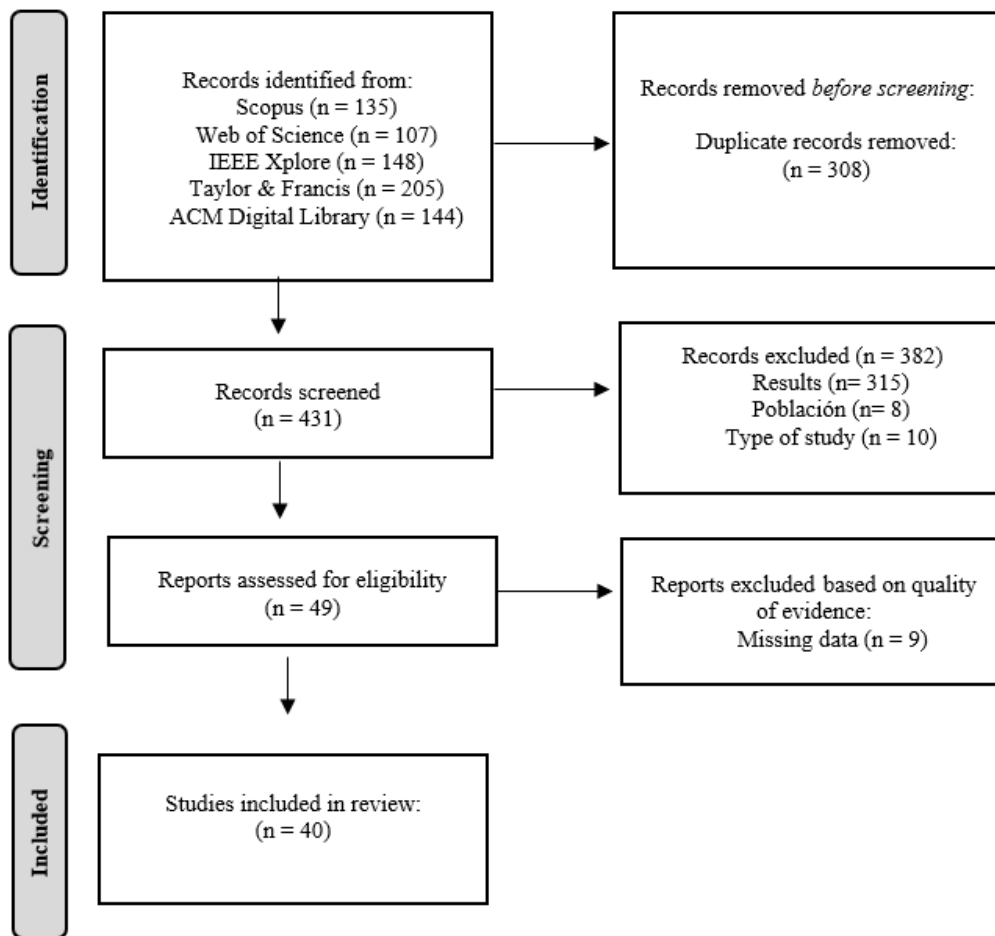 Identification
Records identified from:
Scopus (n = 135)
Web of Science (n = 107)
IEEE Xplore (n = 148)
Taylor & Francis (n = 205)
ACM Digital Library (n = 144)
Records removed before screening:
Duplicate records removed:
(n = 308)
Screening
Records screened
(n = 431)
Records excluded (n = 382)
Results (n= 315)
Población (n= 8)
Type of study (n = 10)
Reports assessed for eligibility
(n = 49)
Reports excluded based on quality
of evidence:
Missing data (n = 9)
Included
Studies included in review:
(n = 40)